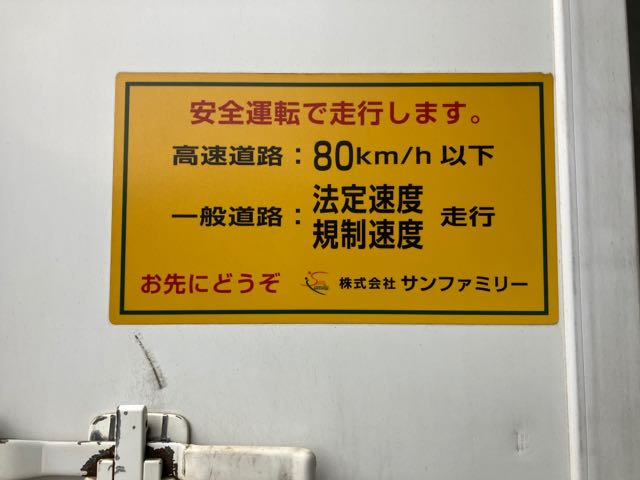 安全運転で走行します。
高速道路：80km/h 以下
一般道路：法定速度 規制速度 走行
お先にどうぞ 株式会社 サンファミリー